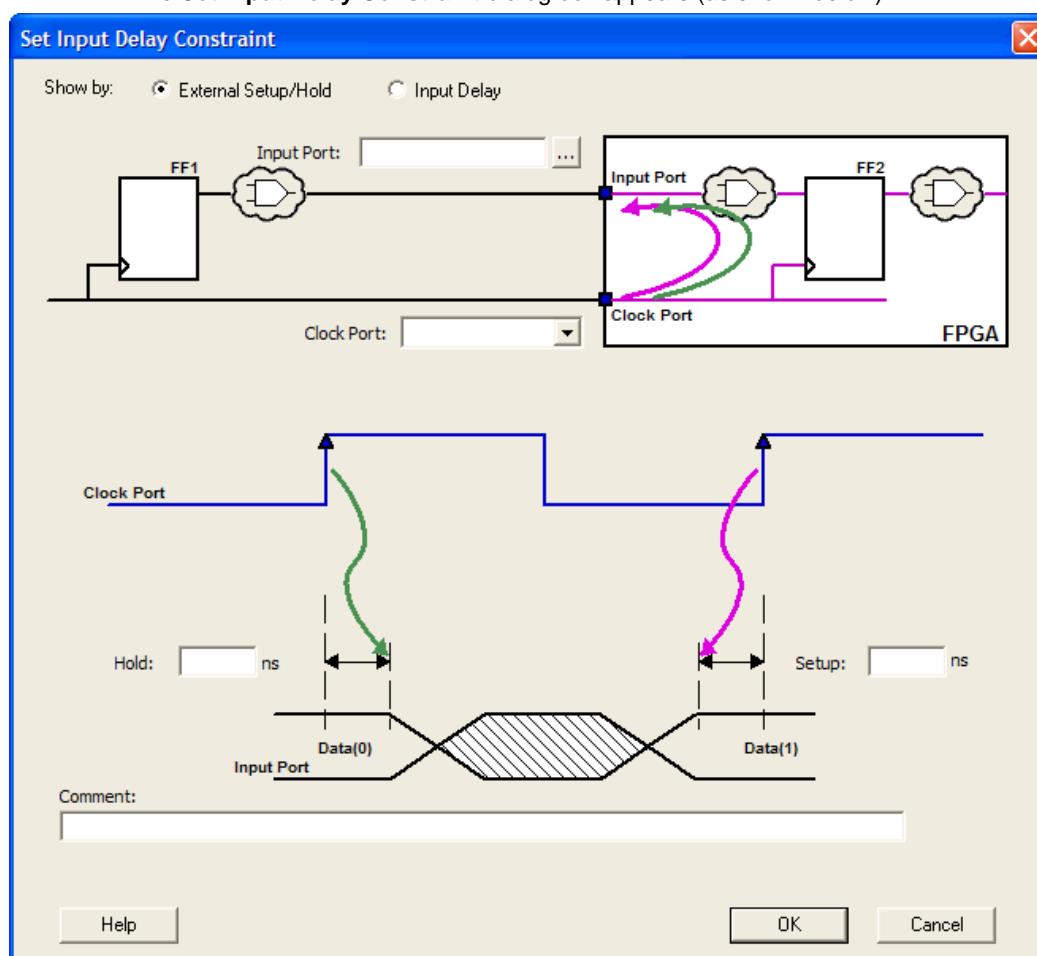 Set Input Delay Constraint
Show by: External Setup/Hold Input Delay
Input Port: ...
FF1
Input Port
FF2
Clock Port
Clock Port:
FPGA
Clock Port
Hold: ns
Setup: ns
Data(0)
Data(1)
Input Port
Comment:
Help
OK
Cancel